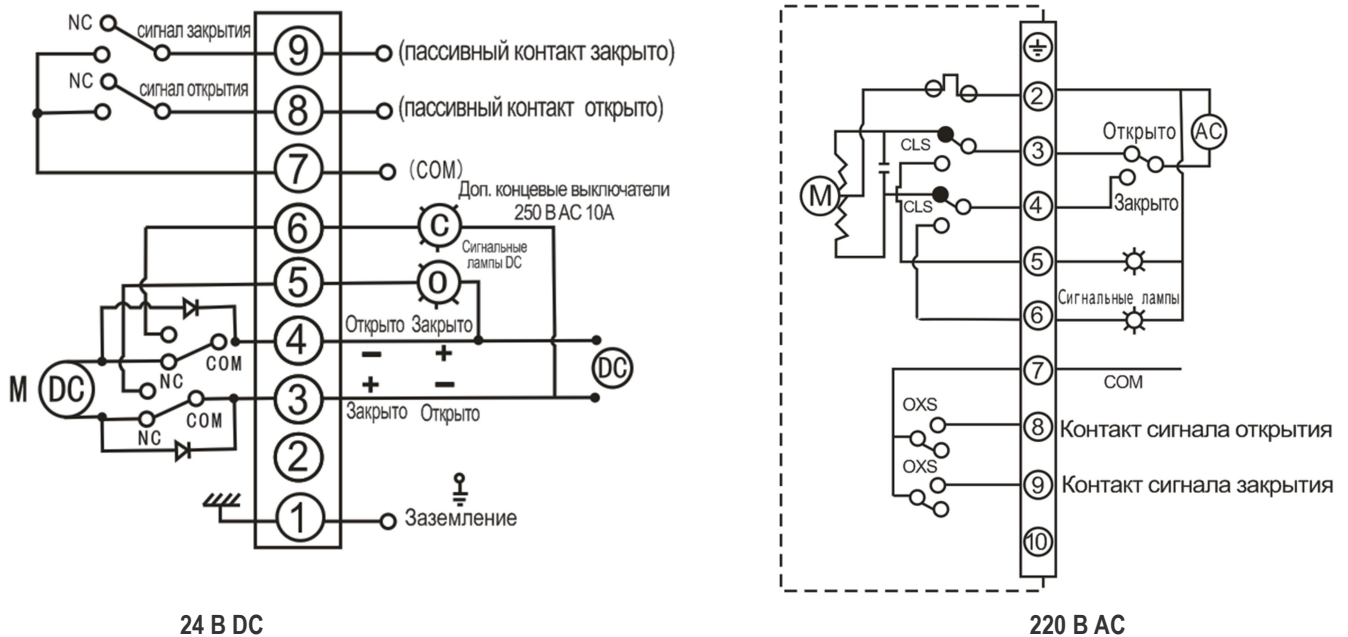 NC
сигнал закрытия
9
(пассивный контакт закрыто)
NC
сигнал открытия
8
(пассивный контакт открыто)
7
(COM)
Доп. концевые выключатели
250 В AC 10A
6
C
Сигнальные
лампы DC
5
O
Открыто Закрыто
4
COM
NC
− +
DC
M DC
+ −
3
Закрыто Открыто
COM
NC
2
1
Заземление
24 В DC
2
Открыто
AC
CLS
3
M
CLS
4
Закрыто
5
Сигнальные лампы
6
7
COM
OXS
8
Контакт сигнала открытия
OXS
9
Контакт сигнала закрытия
10
220 В AC